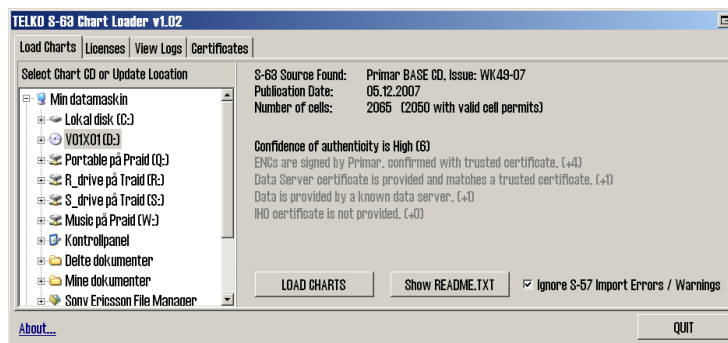 TELKO S-63 Chart Loader v1.02
Load Charts
Licenses
View Logs
Certificates
Select Chart CD or Update Location
Min datamaskin
Lokal disk (C:)
V01X01 (D:)
Portable på Praid (Q:)
R_drive på Traid (R:)
S_drive på Traid (S:)
Music på Praid (W:)
Kontrollpanel
Delte dokumenter
Mine dokumenter
Sony Ericsson File Manager
S-63 Source Found: Primar BASE CD, Issue: WK49-07
Publication Date: 05.12.2007
Number of cells: 2065 (2050 with valid cell permits)
Confidence of authenticity is High (6)
ENCs are signed by Primar, confirmed with trusted certificate. (+4)
Data Server certificate is provided and matches a trusted certificate. (+1)
Data is provided by a known data server. (+1)
IHO certificate is not provided. (+0)
LOAD CHARTS
Show README.TXT
Ignore S-57 Import Errors / Warnings
About...
QUIT